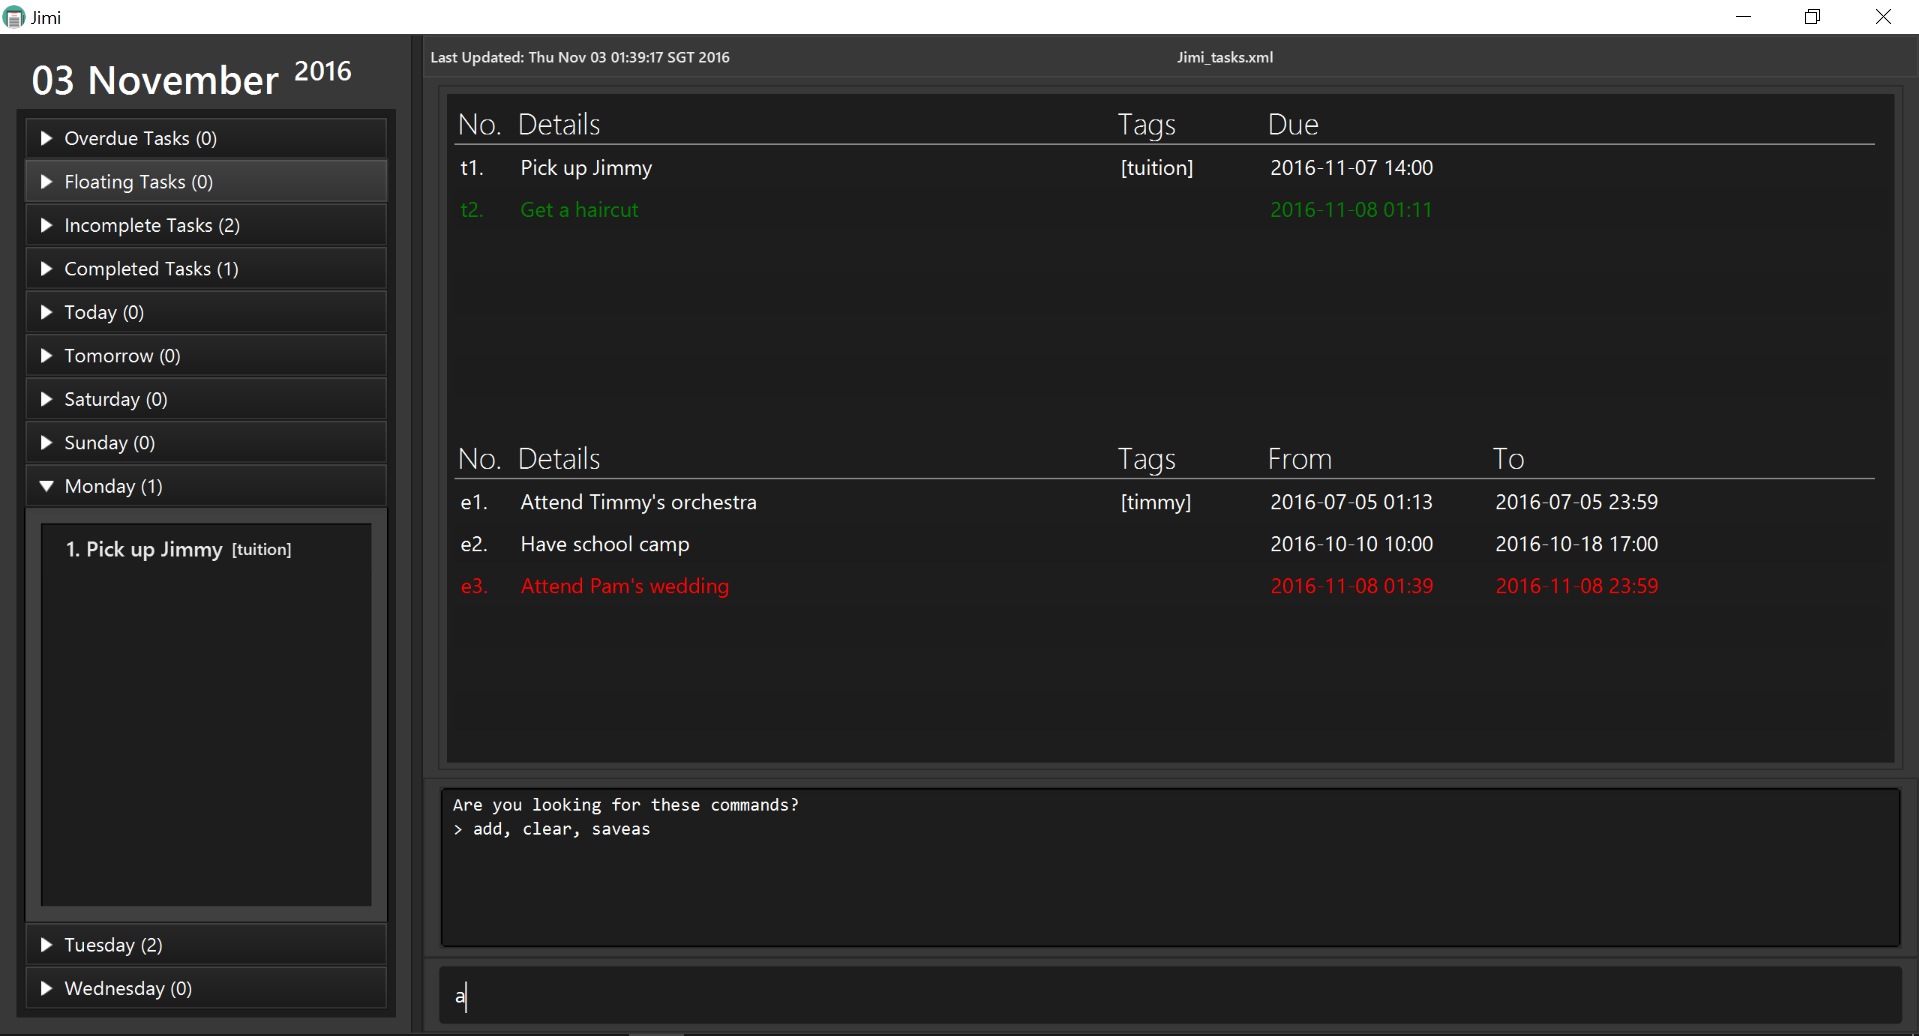 Jimi
03 November 2016
Overdue Tasks (0)
Floating Tasks (0)
Incomplete Tasks (2)
Completed Tasks (1)
Today (0)
Tomorrow (0)
Saturday (0)
Sunday (0)
Monday (1)
1. Pick up Jimmy [tuition]
Tuesday (2)
Wednesday (0)
Last Updated: Thu Nov 03 01:39:17 SGT 2016 Jimi_tasks.xml
No. Details Tags Due
t1. Pick up Jimmy [tuition] 2016-11-07 14:00
t2. Get a haircut 2016-11-08 01:11
No. Details Tags From To
e1. Attend Timmy's orchestra [timmy] 2016-07-05 01:13 2016-07-05 23:59
e2. Have school camp 2016-10-10 10:00 2016-10-18 17:00
e3. Attend Pam's wedding 2016-11-08 01:39 2016-11-08 23:59
Are you looking for these commands?
> add, clear, saveas
a